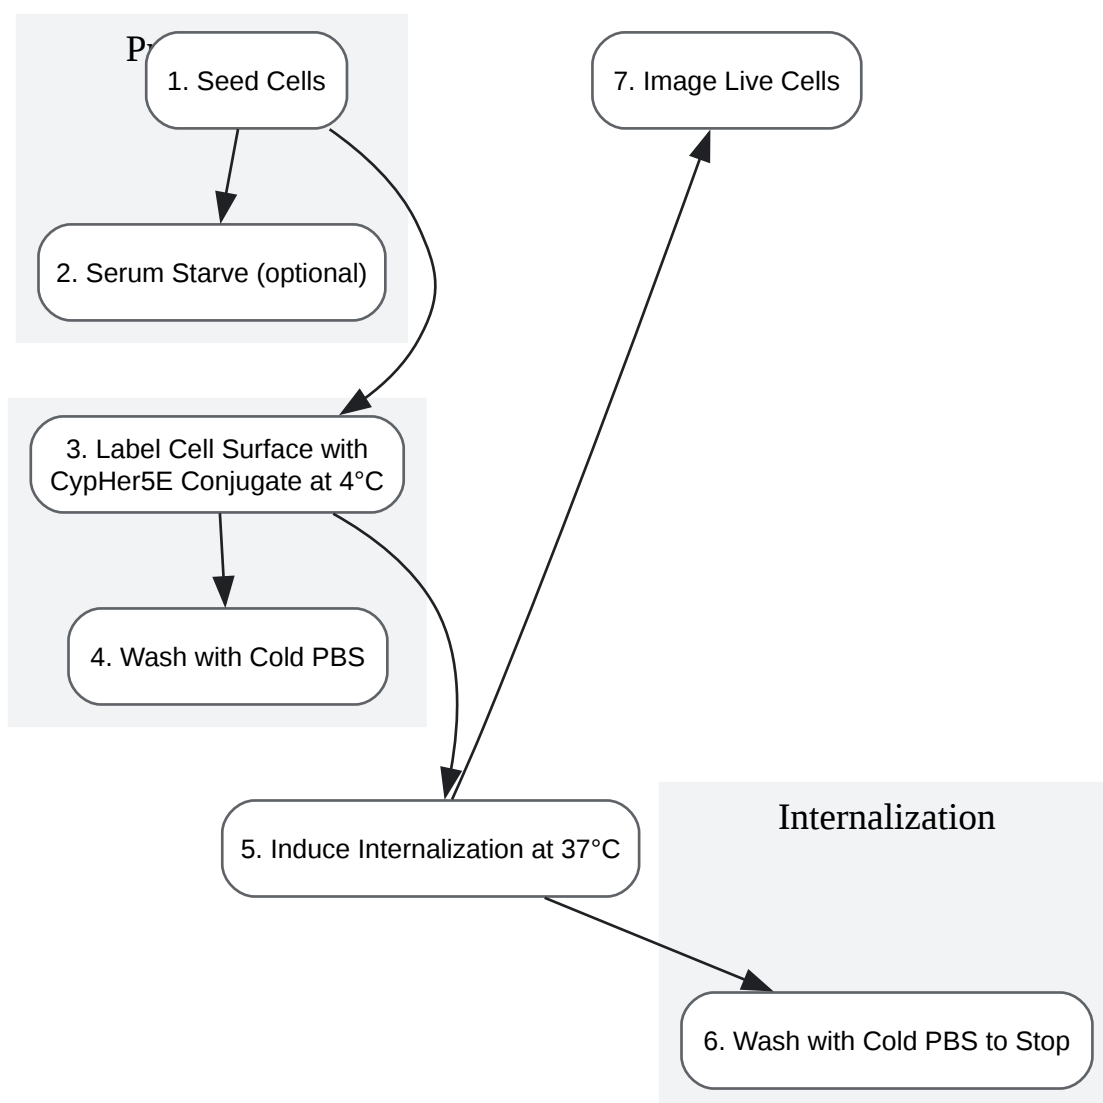 1. Seed Cells
7. Image Live Cells
2. Serum Starve (optional)
3. Label Cell Surface with
CypHer5E Conjugate at 4°C
4. Wash with Cold PBS
5. Induce Internalization at 37°C
Internalization
6. Wash with Cold PBS to Stop